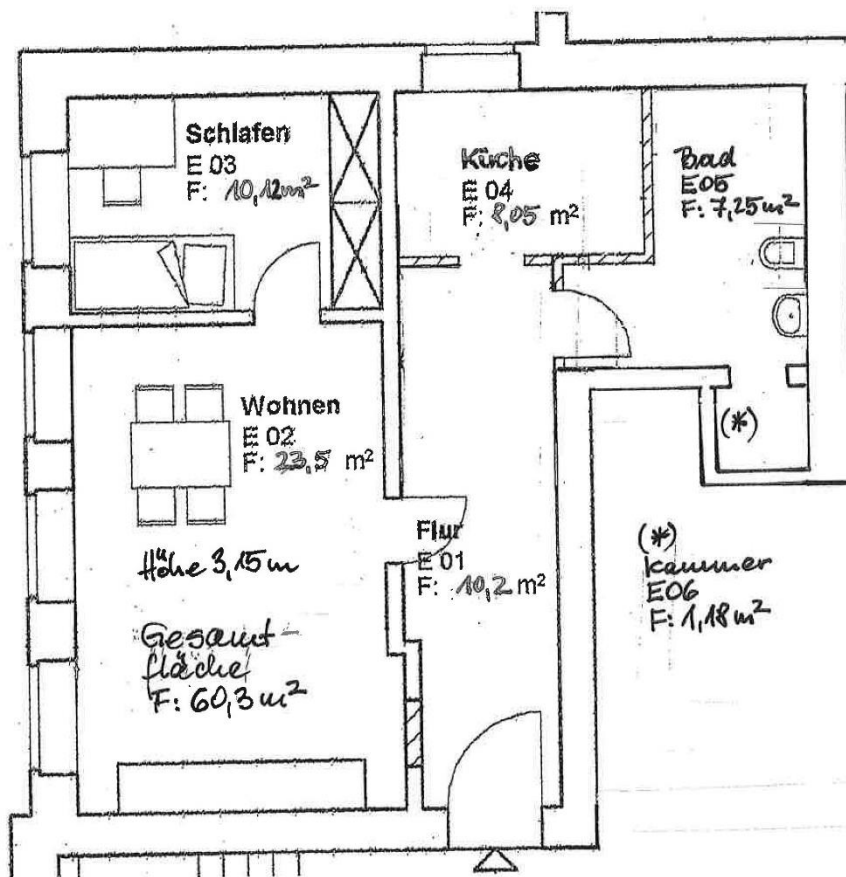 Schlafen
E 03
F: 10,12m²
Küche
E 04
F: 8,05 m²
Bad
E05
F: 7,25m²
Wohnen
E 02
F: 23,5 m²
(*)
Höhe 3,15m
Flur
E 01
F: 10,2 m²
(*)
Kammer
E06
F: 1,18m²
Gesamt-
fläche
F: 60,3m²